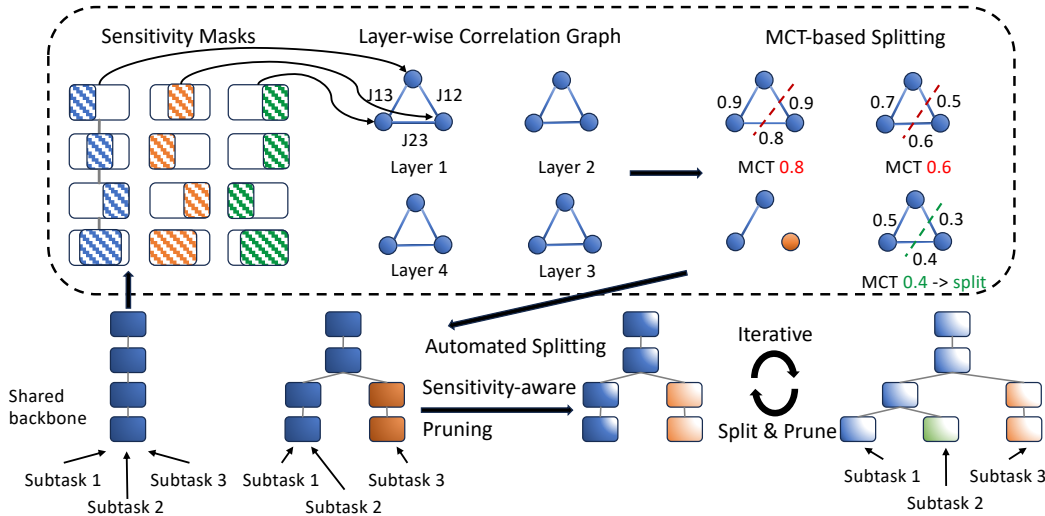 Sensitivity Masks
Layer-wise Correlation Graph
MCT-based Splitting
J13
J12
J23
Layer 1
Layer 2
Layer 4
Layer 3
0.9
0.9
0.8
MCT 0.8
0.7
0.5
0.6
MCT 0.6
0.5
0.3
0.4
MCT 0.4 -> split
Shared
backbone
Subtask 1
Subtask 2
Subtask 3
Automated Splitting
Subtask 1
Subtask 2
Subtask 3
Sensitivity-aware
Pruning
Iterative
Split & Prune
Subtask 1
Subtask 2
Subtask 3